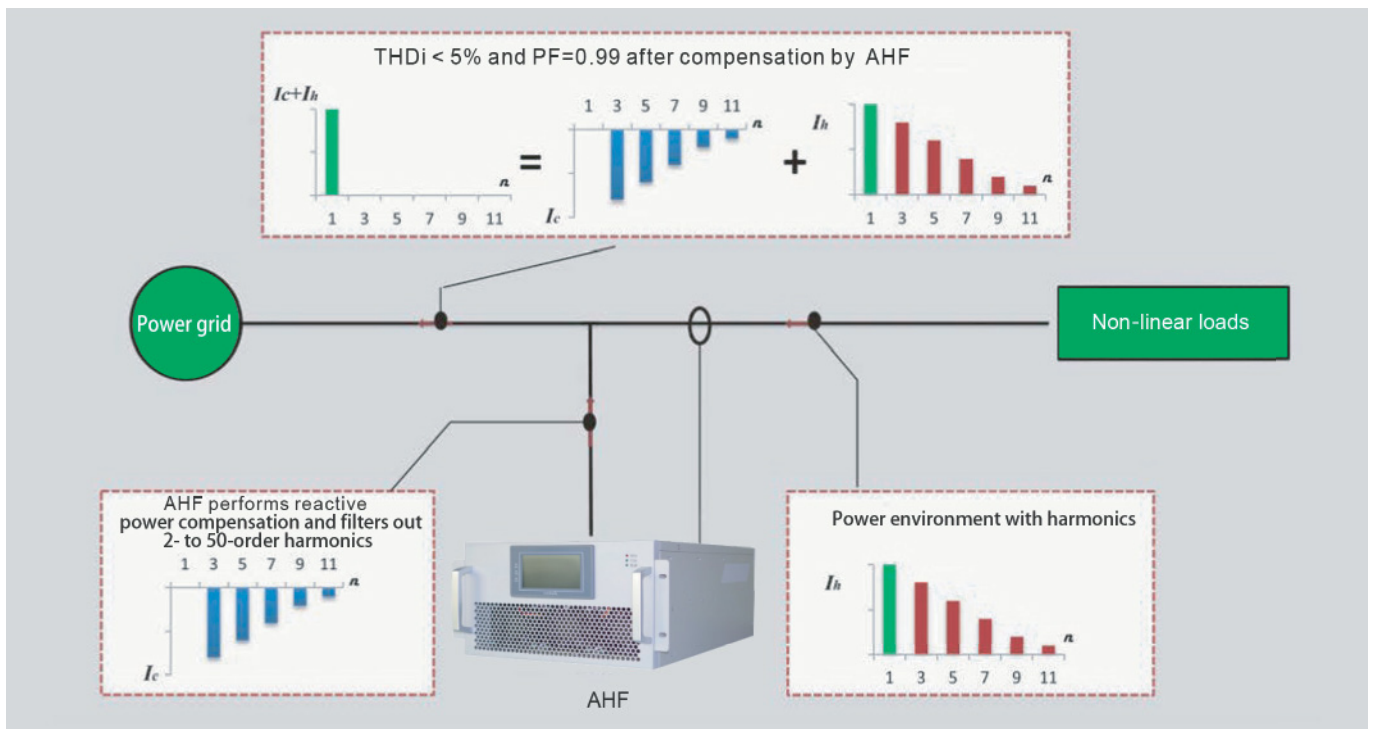 THDi < 5% and PF=0.99 after compensation by AHF
Ic+Ih
n
1 3 5 7 9 11
=
1 3 5 7 9 11
n
Ic
+
Ih
n
1 3 5 7 9 11
Power grid
Non-linear loads
AHF performs reactive
power compensation and filters out
2- to 50-order harmonics
1 3 5 7 9 11
n
Ic
AHF
Power environment with harmonics
Ih
n
1 3 5 7 9 11